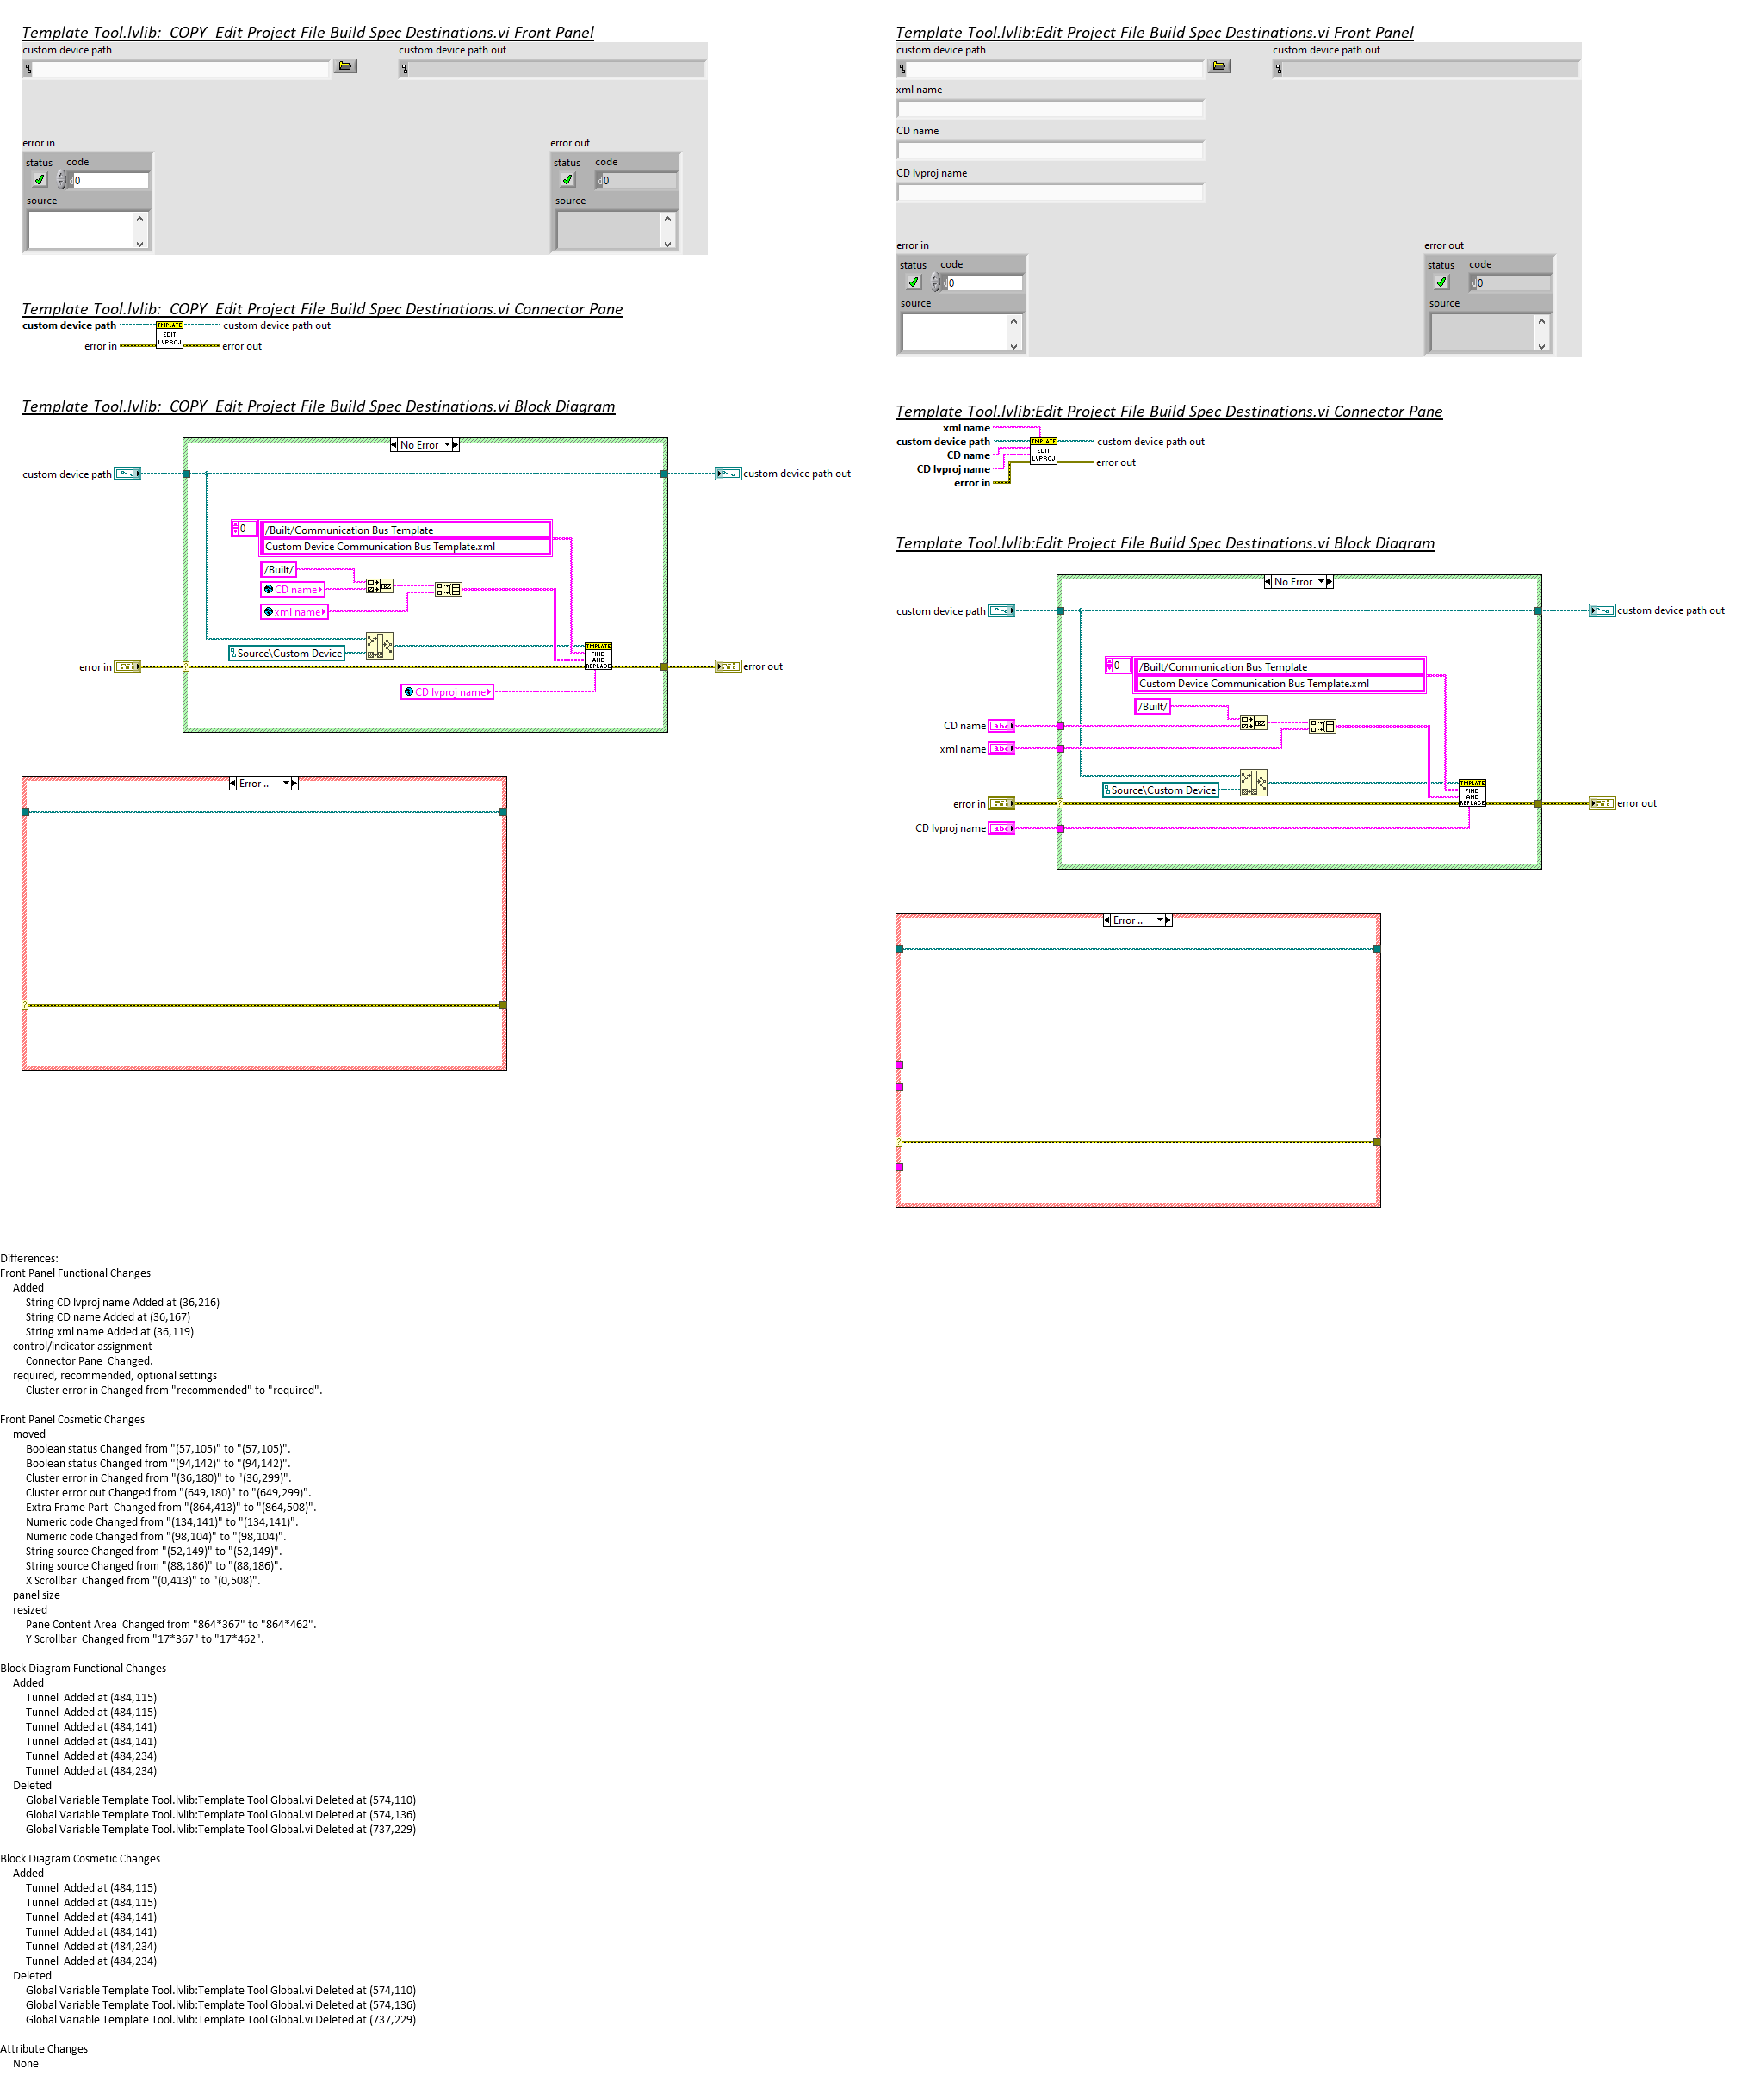 Template Tool.lvlib:  COPY  Edit Project File Build Spec Destinations.vi Front Panel
custom device path
custom device path out
error in
status
code
0
source
error out
status
code
0
source
Template Tool.lvlib:  COPY  Edit Project File Build Spec Destinations.vi Connector Pane
custom device path
TMPLATE
EDIT
LVPROJ
custom device path out
error in
error out
Template Tool.lvlib:  COPY  Edit Project File Build Spec Destinations.vi Block Diagram
No Error
custom device path
custom device path out
0
/Built/Communication Bus Template
Custom Device Communication Bus Template.xml
/Built/
CD name
xml name
Source\Custom Device
TMPLATE
FIND
AND
REPLACE
error in
?
error out
CD lvproj name
Error ..
?
Template Tool.lvlib:Edit Project File Build Spec Destinations.vi Front Panel
custom device path
custom device path out
xml name
CD name
CD lvproj name
error in
status
code
0
source
error out
status
code
0
source
Template Tool.lvlib:Edit Project File Build Spec Destinations.vi Connector Pane
xml name
custom device path
CD name
CD lvproj name
error in
TMPLATE
EDIT
LVPROJ
custom device path out
error out
Template Tool.lvlib:Edit Project File Build Spec Destinations.vi Block Diagram
No Error
custom device path
custom device path out
0
/Built/Communication Bus Template
Custom Device Communication Bus Template.xml
/Built/
CD name
abc
xml name
abc
Source\Custom Device
TMPLATE
FIND
AND
REPLACE
error in
?
error out
CD lvproj name
abc
Error ..
?
Differences:
Front Panel Functional Changes
Added
String CD lvproj name Added at (36,216)
String CD name Added at (36,167)
String xml name Added at (36,119)
control/indicator assignment
Connector Pane  Changed.
required, recommended, optional settings
Cluster error in Changed from "recommended" to "required".
Front Panel Cosmetic Changes
moved
Boolean status Changed from "(57,105)" to "(57,105)".
Boolean status Changed from "(94,142)" to "(94,142)".
Cluster error in Changed from "(36,180)" to "(36,299)".
Cluster error out Changed from "(649,180)" to "(649,299)".
Extra Frame Part  Changed from "(864,413)" to "(864,508)".
Numeric code Changed from "(134,141)" to "(134,141)".
Numeric code Changed from "(98,104)" to "(98,104)".
String source Changed from "(52,149)" to "(52,149)".
String source Changed from "(88,186)" to "(88,186)".
X Scrollbar  Changed from "(0,413)" to "(0,508)".
panel size
resized
Pane Content Area  Changed from "864*367" to "864*462".
Y Scrollbar  Changed from "17*367" to "17*462".
Block Diagram Functional Changes
Added
Tunnel  Added at (484,115)
Tunnel  Added at (484,115)
Tunnel  Added at (484,141)
Tunnel  Added at (484,141)
Tunnel  Added at (484,234)
Tunnel  Added at (484,234)
Deleted
Global Variable Template Tool.lvlib:Template Tool Global.vi Deleted at (574,110)
Global Variable Template Tool.lvlib:Template Tool Global.vi Deleted at (574,136)
Global Variable Template Tool.lvlib:Template Tool Global.vi Deleted at (737,229)
Block Diagram Cosmetic Changes
Added
Tunnel  Added at (484,115)
Tunnel  Added at (484,115)
Tunnel  Added at (484,141)
Tunnel  Added at (484,141)
Tunnel  Added at (484,234)
Tunnel  Added at (484,234)
Deleted
Global Variable Template Tool.lvlib:Template Tool Global.vi Deleted at (574,110)
Global Variable Template Tool.lvlib:Template Tool Global.vi Deleted at (574,136)
Global Variable Template Tool.lvlib:Template Tool Global.vi Deleted at (737,229)
Attribute Changes
None